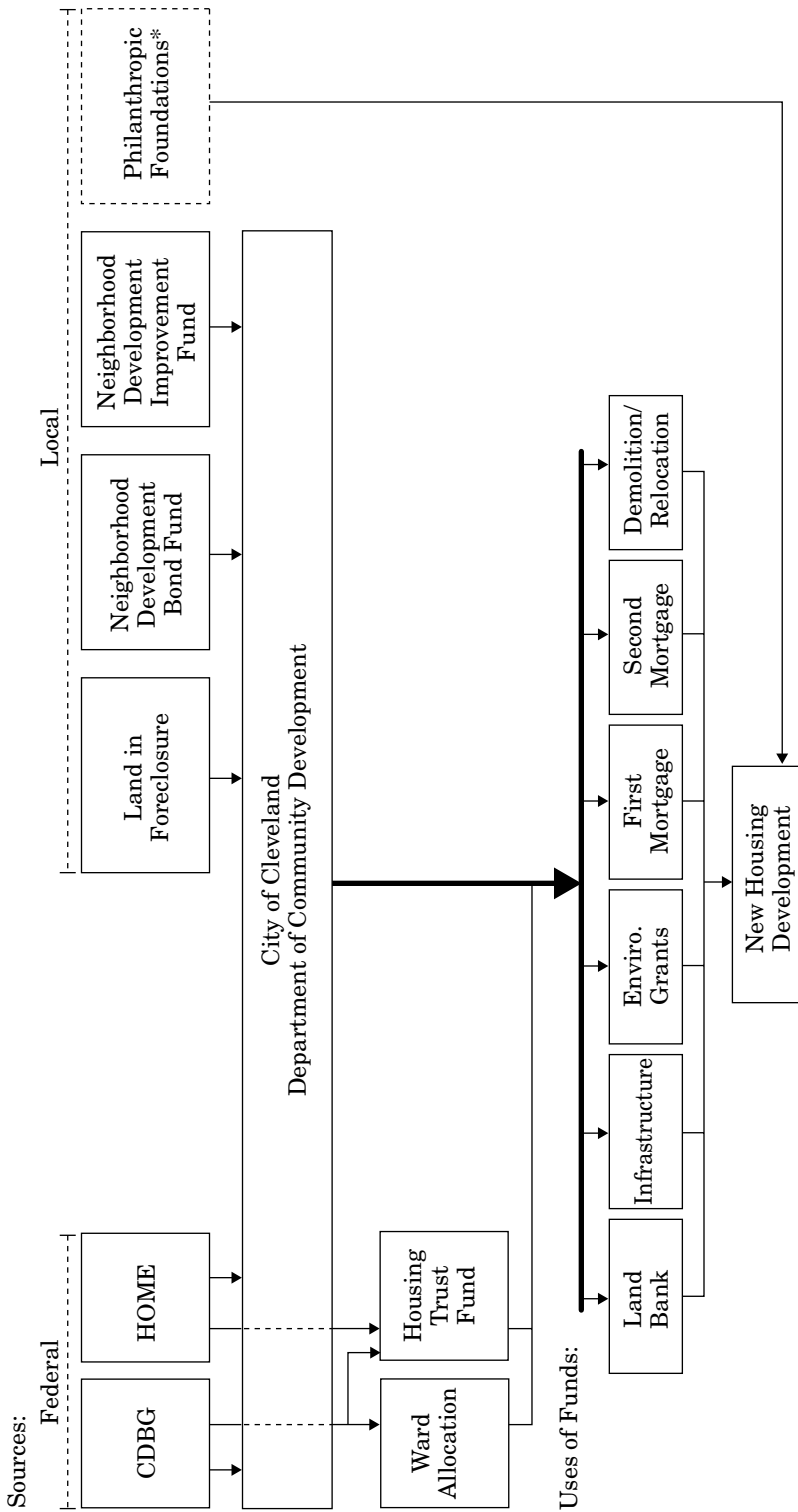 Sources:
Federal
Local
CDBG
HOME
Land in
Foreclosure
Neighborhood
Development
Bond Fund
Neighborhood
Development
Improvement
Fund
Philanthropic
Foundations*
City of Cleveland
Department of Community Development
Ward
Allocation
Housing
Trust
Fund
Uses of Funds:
Land
Bank
Infrastructure
Enviro.
Grants
First
Mortgage
Second
Mortgage
Demolition/
Relocation
New Housing
Development